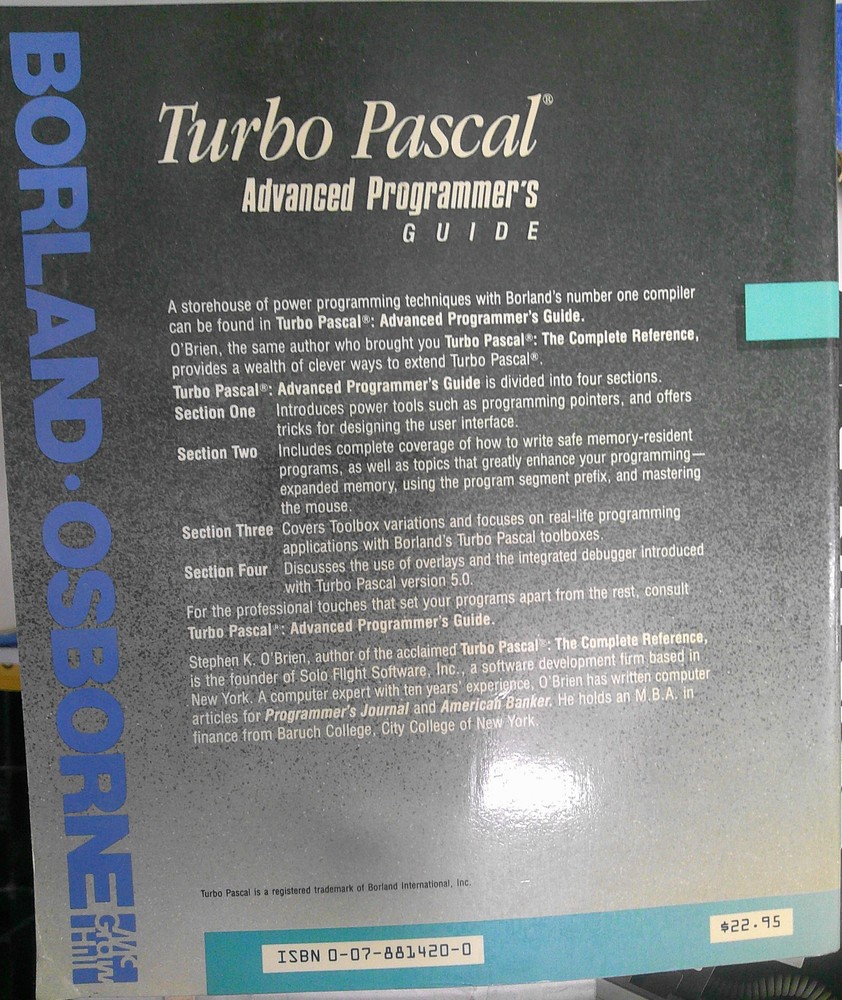 BORLAND·OSBORNE
Mc
Graw
Hill
Turbo Pascal®
Advanced Programmer's
GUIDE
A storehouse of power programming techniques with Borland's number one compiler
can be found in Turbo Pascal®: Advanced Programmer's Guide.
O'Brien, the same author who brought you Turbo Pascal®: The Complete Reference,
provides a wealth of clever ways to extend Turbo Pascal®.
Turbo Pascal®: Advanced Programmer's Guide is divided into four sections.
Section One Introduces power tools such as programming pointers, and offers
tricks for designing the user interface.
Section Two Includes complete coverage of how to write safe memory-resident
programs, as well as topics that greatly enhance your programming—
expanded memory, using the program segment prefix, and mastering
the mouse.
Section Three Covers Toolbox variations and focuses on real-life programming
applications with Borland's Turbo Pascal toolboxes.
Section Four Discusses the use of overlays and the integrated debugger introduced
with Turbo Pascal version 5.0.
For the professional touches that set your programs apart from the rest, consult
Turbo Pascal®: Advanced Programmer's Guide.
Stephen K. O'Brien, author of the acclaimed Turbo Pascal®: The Complete Reference,
is the founder of Solo Flight Software, Inc., a software development firm based in
New York. A computer expert with ten years' experience, O'Brien has written computer
articles for Programmer's Journal and American Banker. He holds an M.B.A. in
finance from Baruch College, City College of New York.
Turbo Pascal is a registered trademark of Borland International, Inc.
ISBN 0-07-881420-0
$22.95